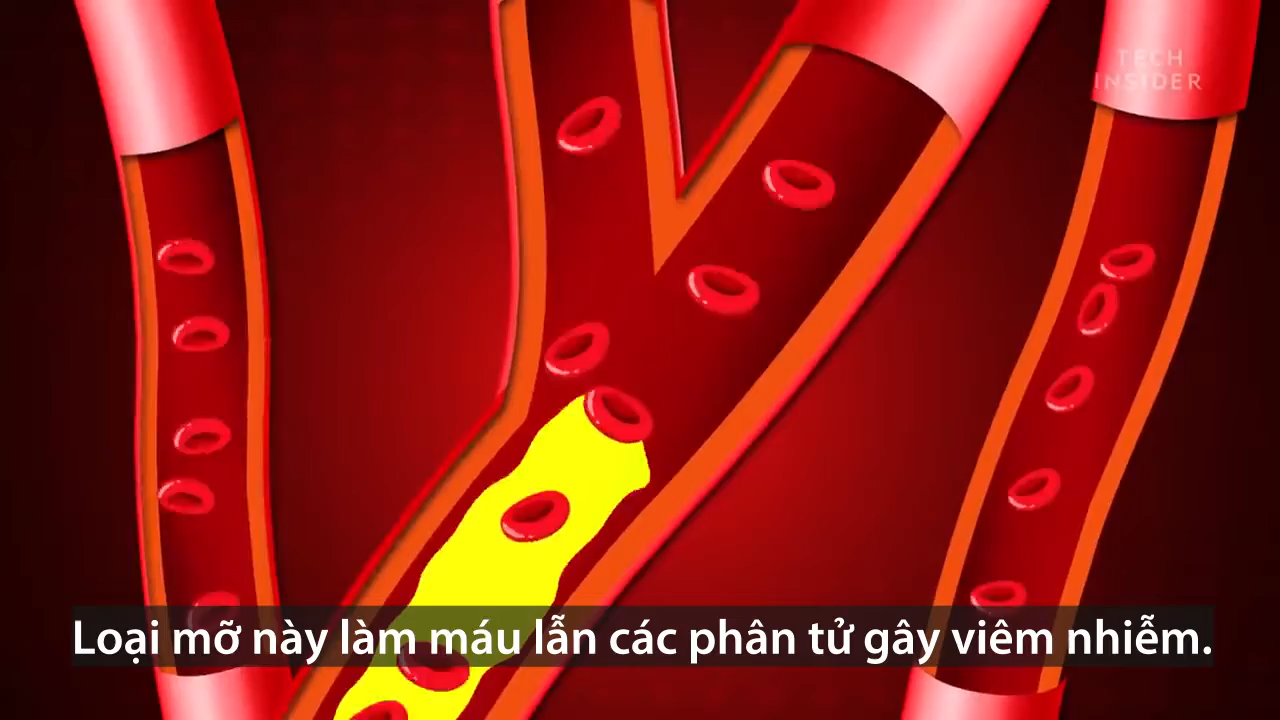 TECH
INSIDER
Loại mỡ này làm máu lẫn các phân tử gây viêm nhiễm.